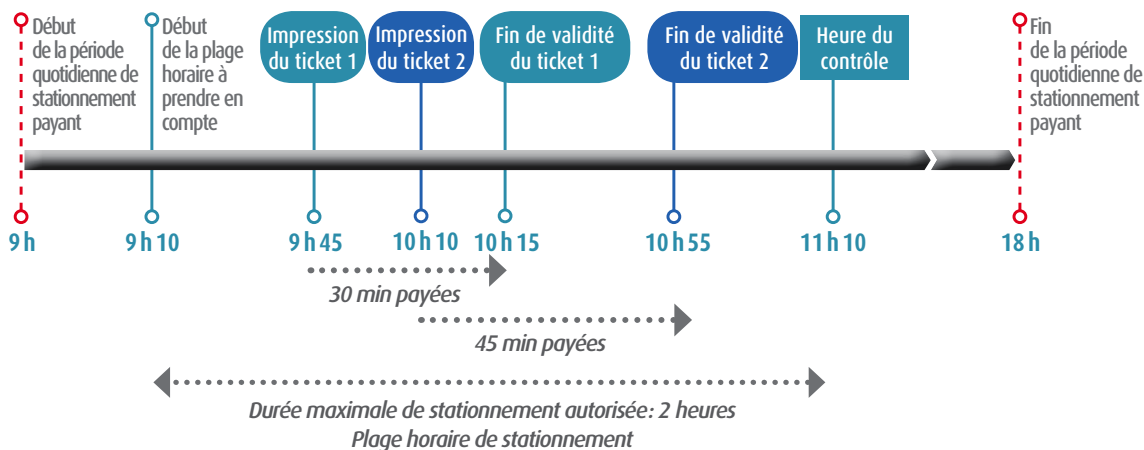 Début
de la période
quotidienne de
stationnement
payant
Début
de la plage
horaire à
prendre en
compte
Impression
du ticket 1
Impression
du ticket 2
Fin de validité
du ticket 1
Fin de validité
du ticket 2
Heure du
contrôle
Fin
de la période
quotidienne de
stationnement
payant
9 h
9 h 10
9 h 45
10 h 10
10 h 15
10 h 55
11 h 10
18 h
30 min payées
45 min payées
Durée maximale de stationnement autorisée : 2 heures
Plage horaire de stationnement